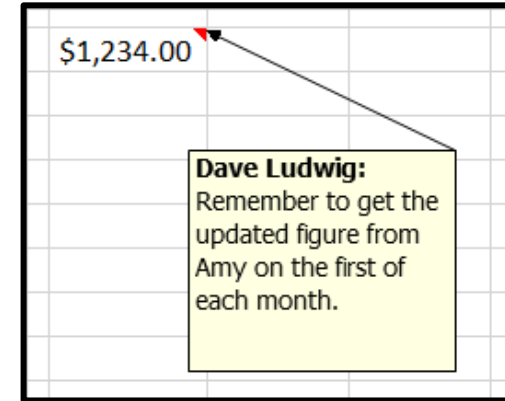 $1,234.00
Dave Ludwig:
Remember to get the
updated figure from
Amy on the first of
each month.